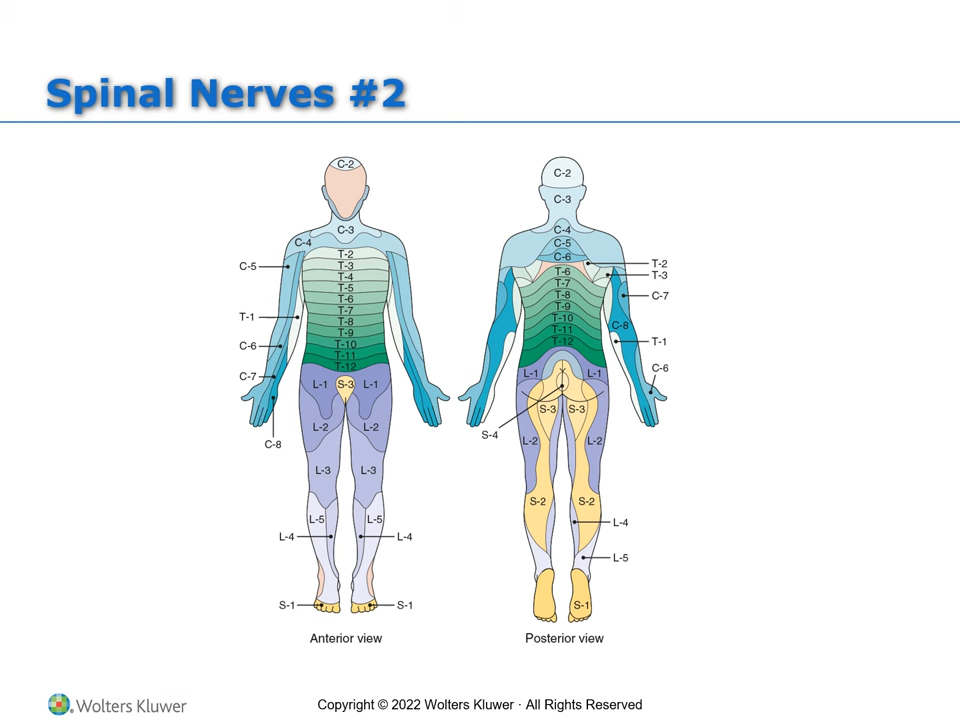 Spinal Nerves #2
C-2
C-3
C-4
C-5
T-1
C-6
C-7
C-8
T-2
T-3
T-4
T-5
T-6
T-7
T-8
T-9
T-10
T-11
T-12
L-1 S-3 L-1
L-2 L-2
L-3 L-3
L-5 L-5
L-4 L-4
S-1 S-1
Anterior view
C-2
C-3
C-4
C-5
C-6
T-2
T-3
T-6
T-7
T-8
T-9
T-10
T-11
T-12
C-7
C-8
T-1
C-6
L-1 L-1
S-3 S-3
S-4
L-2 L-2
S-2 S-2
L-4
L-5
S-1
Posterior view
Wolters Kluwer
Copyright © 2022 Wolters Kluwer · All Rights Reserved